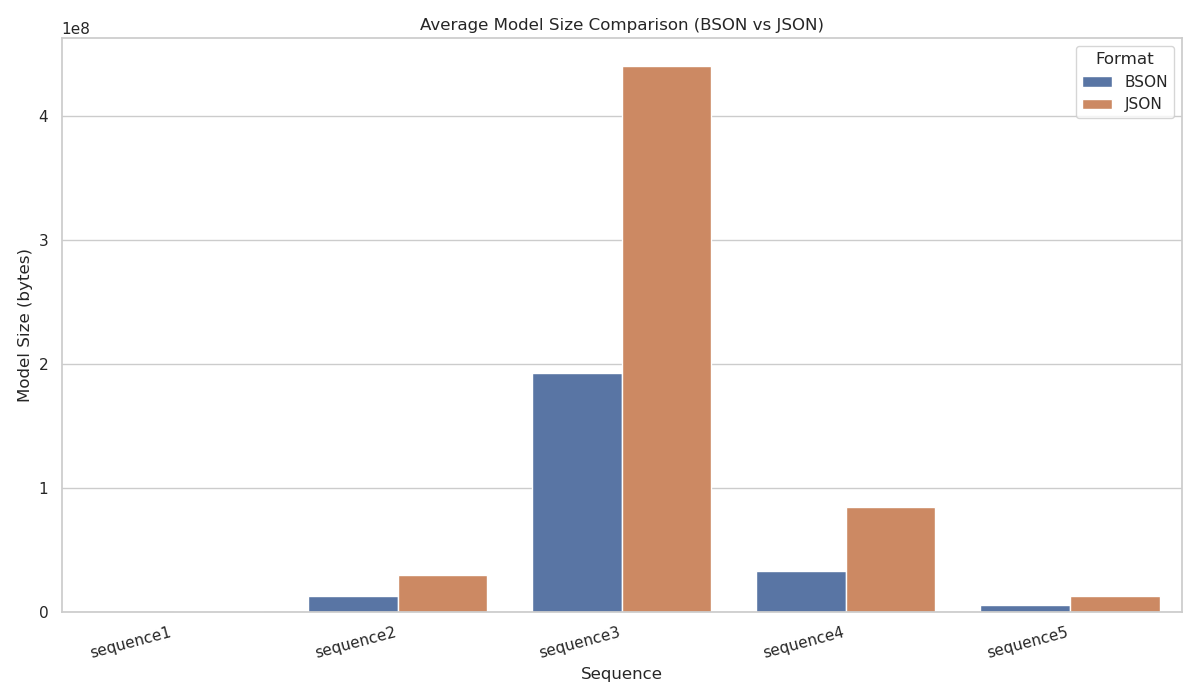 Average Model Size Comparison (BSON vs JSON)
1e8
Format
BSON
JSON
4
3
2
1
0
Model Size (bytes)
sequence1
sequence2
sequence3
sequence4
sequence5
Sequence